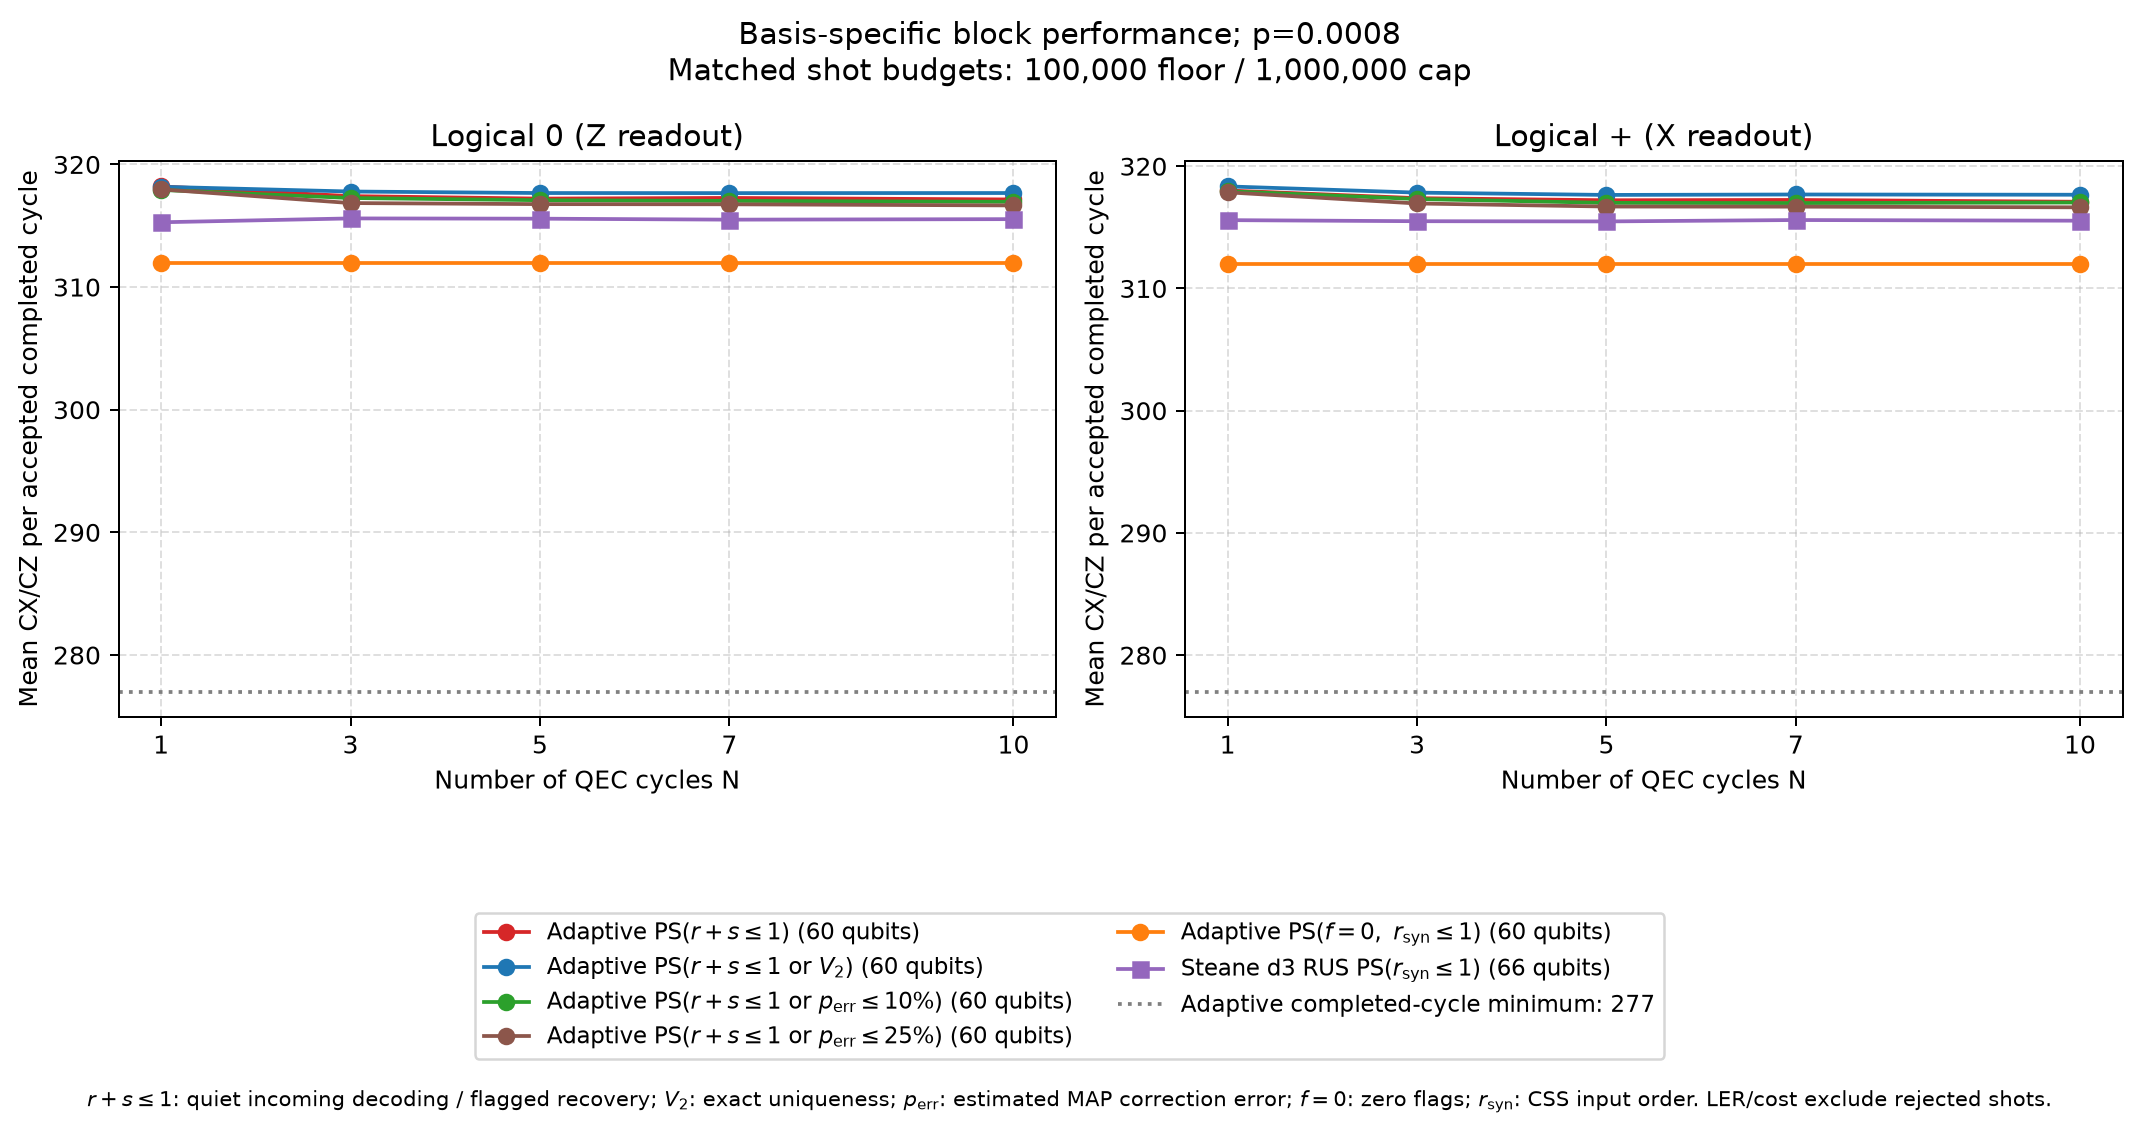 Basis-specific block performance; p=0.0008
Matched shot budgets: 100,000 floor / 1,000,000 cap
Logical 0 (Z readout)
Mean CX/CZ per accepted completed cycle
320
310
300
290
280
1
3
5
7
10
Number of QEC cycles N
Logical + (X readout)
Mean CX/CZ per accepted completed cycle
320
310
300
290
280
1
3
5
7
10
Number of QEC cycles N
Adaptive PS(r + s ≤ 1) (60 qubits)
Adaptive PS(r + s ≤ 1 or V₂) (60 qubits)
Adaptive PS(r + s ≤ 1 or p_err ≤ 10%) (60 qubits)
Adaptive PS(r + s ≤ 1 or p_err ≤ 25%) (60 qubits)
Adaptive PS(f = 0, r_syn ≤ 1) (60 qubits)
Steane d3 RUS PS(r_syn ≤ 1) (66 qubits)
Adaptive completed-cycle minimum: 277
r + s ≤ 1: quiet incoming decoding / flagged recovery; V₂: exact uniqueness; p_err: estimated MAP correction error; f = 0: zero flags; r_syn: CSS input order. LER/cost exclude rejected shots.